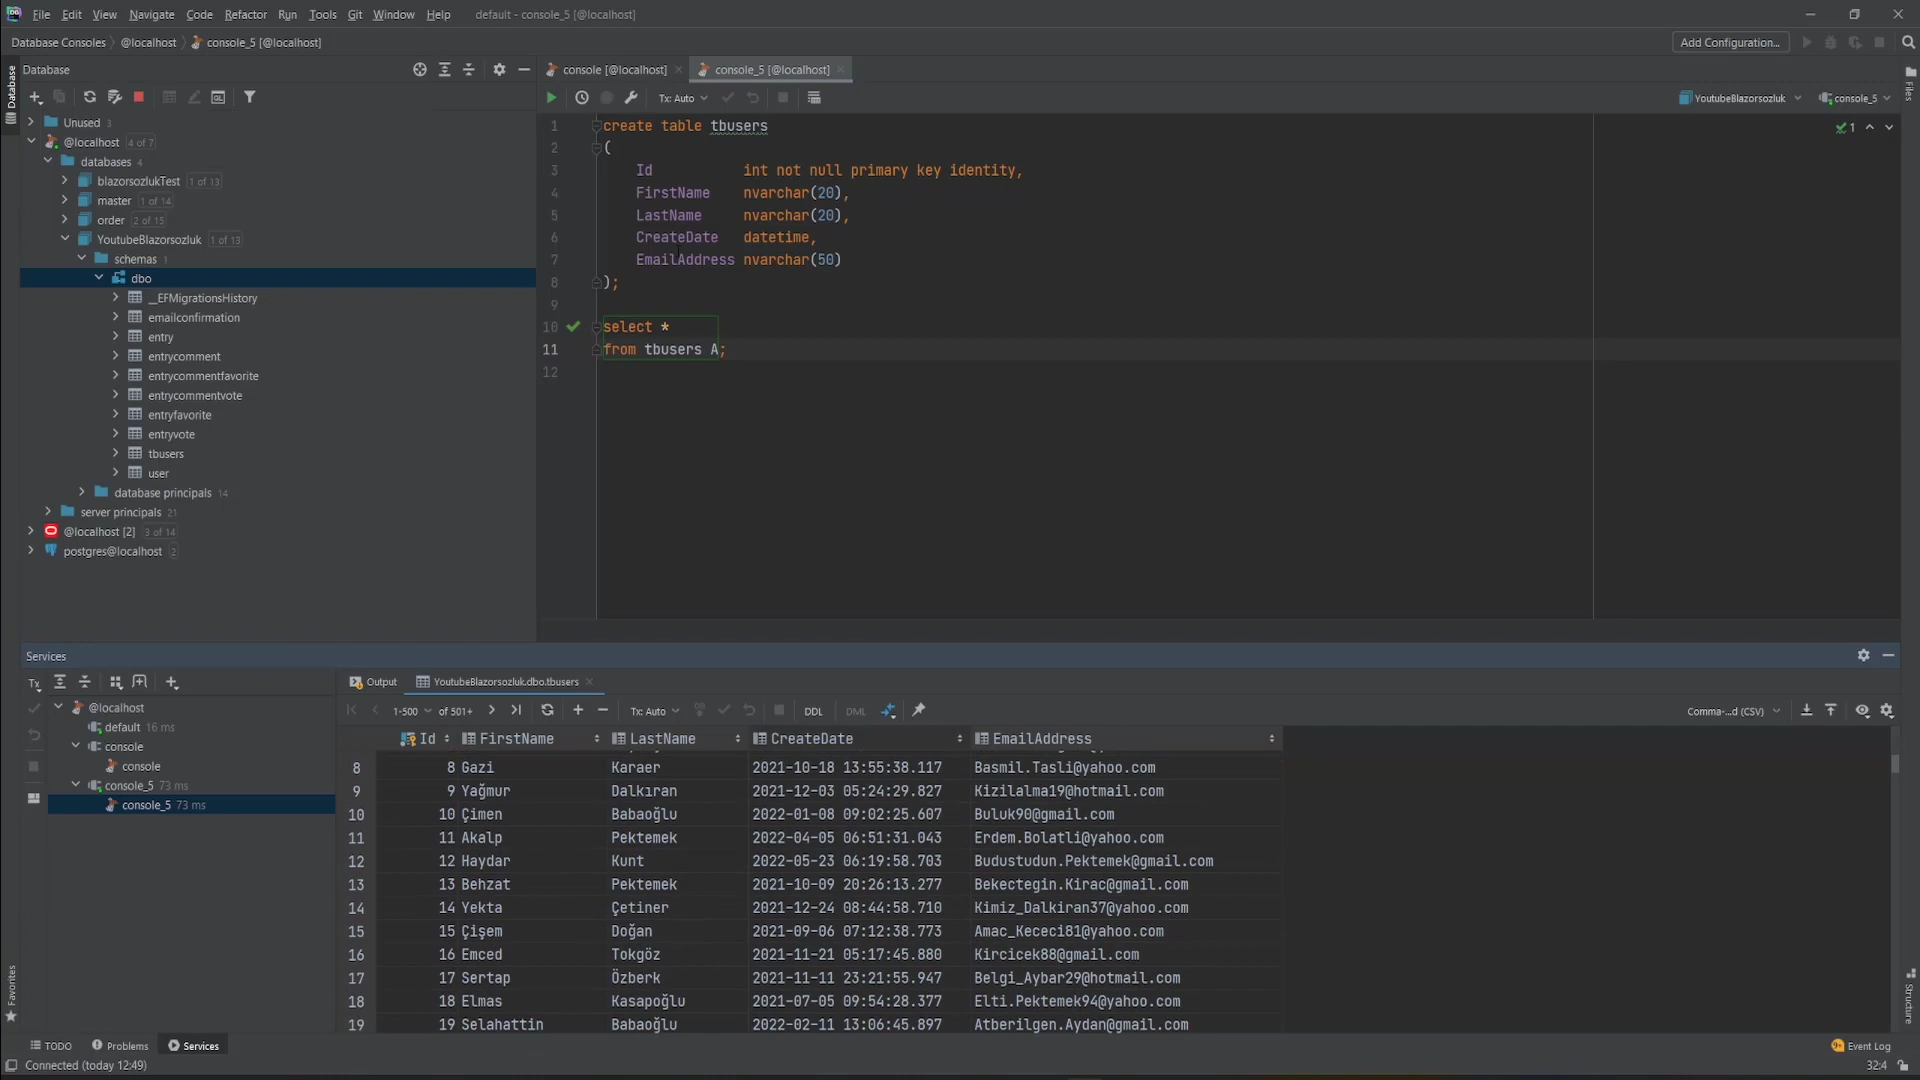 File Edit View Navigate Code Refactor Run Tools Git Window Help default - console_5 [@localhost]
Database Consoles @localhost console_5 [@localhost] Add Configuration...
Database
Database
Files
console [@localhost]
console_5 [@localhost]
Tx: Auto
YoutubeBlazorsozluk
console_5
Unused 3
@localhost 4 of 7
databases 4
blazorsozlukTest 1 of 13
master 1 of 14
order 2 of 15
YoutubeBlazorsozluk 1 of 13
schemas 1
dbo
__EFMigrationsHistory
emailconfirmation
entry
entrycomment
entrycommentfavorite
entrycommentvote
entryfavorite
entryvote
tbusers
user
database principals 14
server principals 21
@localhost [2] 3 of 14
postgres@localhost 2
1 create table tbusers
2 (
3 Id int not null primary key identity,
4 FirstName nvarchar(20),
5 LastName nvarchar(20),
6 CreateDate datetime,
7 EmailAddress nvarchar(50)
8 );
9
10 select *
11 from tbusers A;
12
1
Services
Tx
@localhost
default 16 ms
console
console
console_5 73 ms
console_5 73 ms
Output YoutubeBlazorsozluk.dbo.tbusers
1-500 of 501+ Tx: Auto DDL DML Comma-...d (CSV)
Id FirstName LastName CreateDate EmailAddress
8 8 Gazi Karaer 2021-10-18 13:55:38.117 Basmil.Tasli@yahoo.com
9 9 Yağmur Dalkıran 2021-12-03 05:24:29.827 Kizilalma19@hotmail.com
10 10 Çimen Babaoğlu 2022-01-08 09:02:25.607 Buluk90@gmail.com
11 11 Akalp Pektemek 2022-04-05 06:51:31.043 Erdem.Bolatli@yahoo.com
12 12 Haydar Kunt 2022-05-23 06:19:58.703 Budustudun.Pektemek@gmail.com
13 13 Behzat Pektemek 2021-10-09 20:26:13.277 Bekectegin.Kirac@gmail.com
14 14 Yekta Çetiner 2021-12-24 08:44:58.710 Kimiz_Dalkiran37@yahoo.com
15 15 Çişem Doğan 2021-09-06 07:12:38.773 Amac_Kececi81@yahoo.com
16 16 Emced Tokgöz 2021-11-21 05:17:45.880 Kircicek88@gmail.com
17 17 Sertap Özberk 2021-11-11 23:21:55.947 Belgi_Aybar29@hotmail.com
18 18 Elmas Kasapoğlu 2021-07-05 09:54:28.377 Elti.Pektemek94@yahoo.com
19 19 Selahattin Babaoğlu 2022-02-11 13:06:45.897 Atberilgen.Aydan@gmail.com
Favorites
Structure
TODO Problems Services Event Log
Connected (today 12:49) 32:4